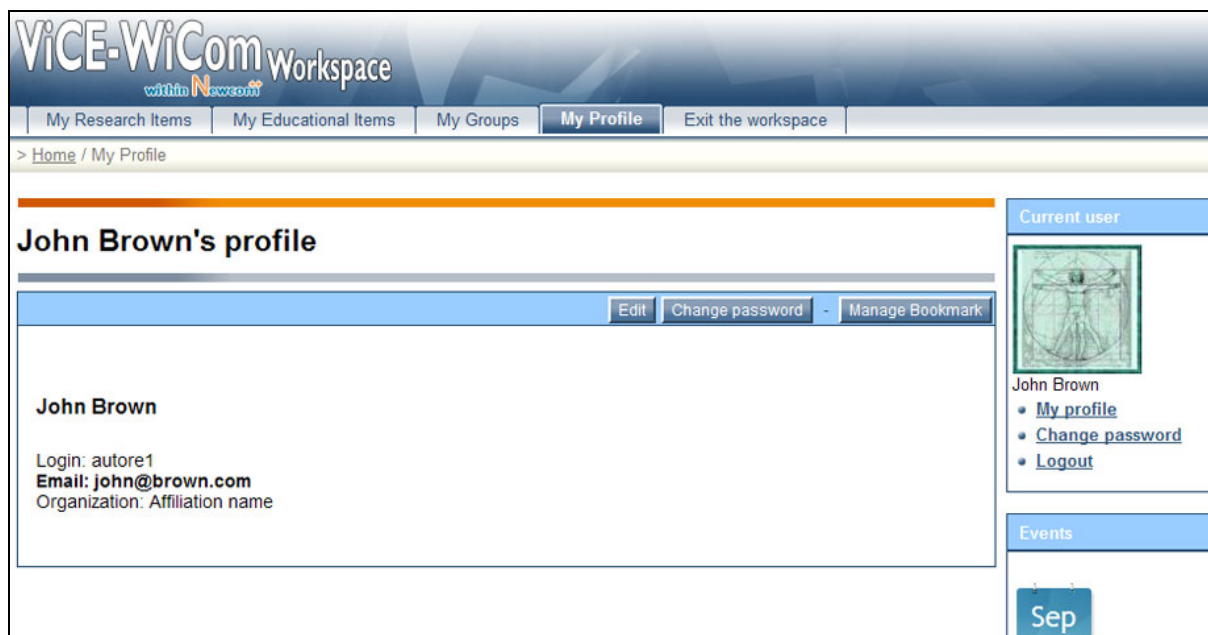 ViCE-WiCom Workspace
within Newcom++
My Research Items My Educational Items My Groups My Profile Exit the workspace
> Home / My Profile
John Brown's profile
Edit Change password - Manage Bookmark
John Brown
Login: autore1
Email: john@brown.com
Organization: Affiliation name
Current user
John Brown
My profile
Change password
Logout
Events
Sep